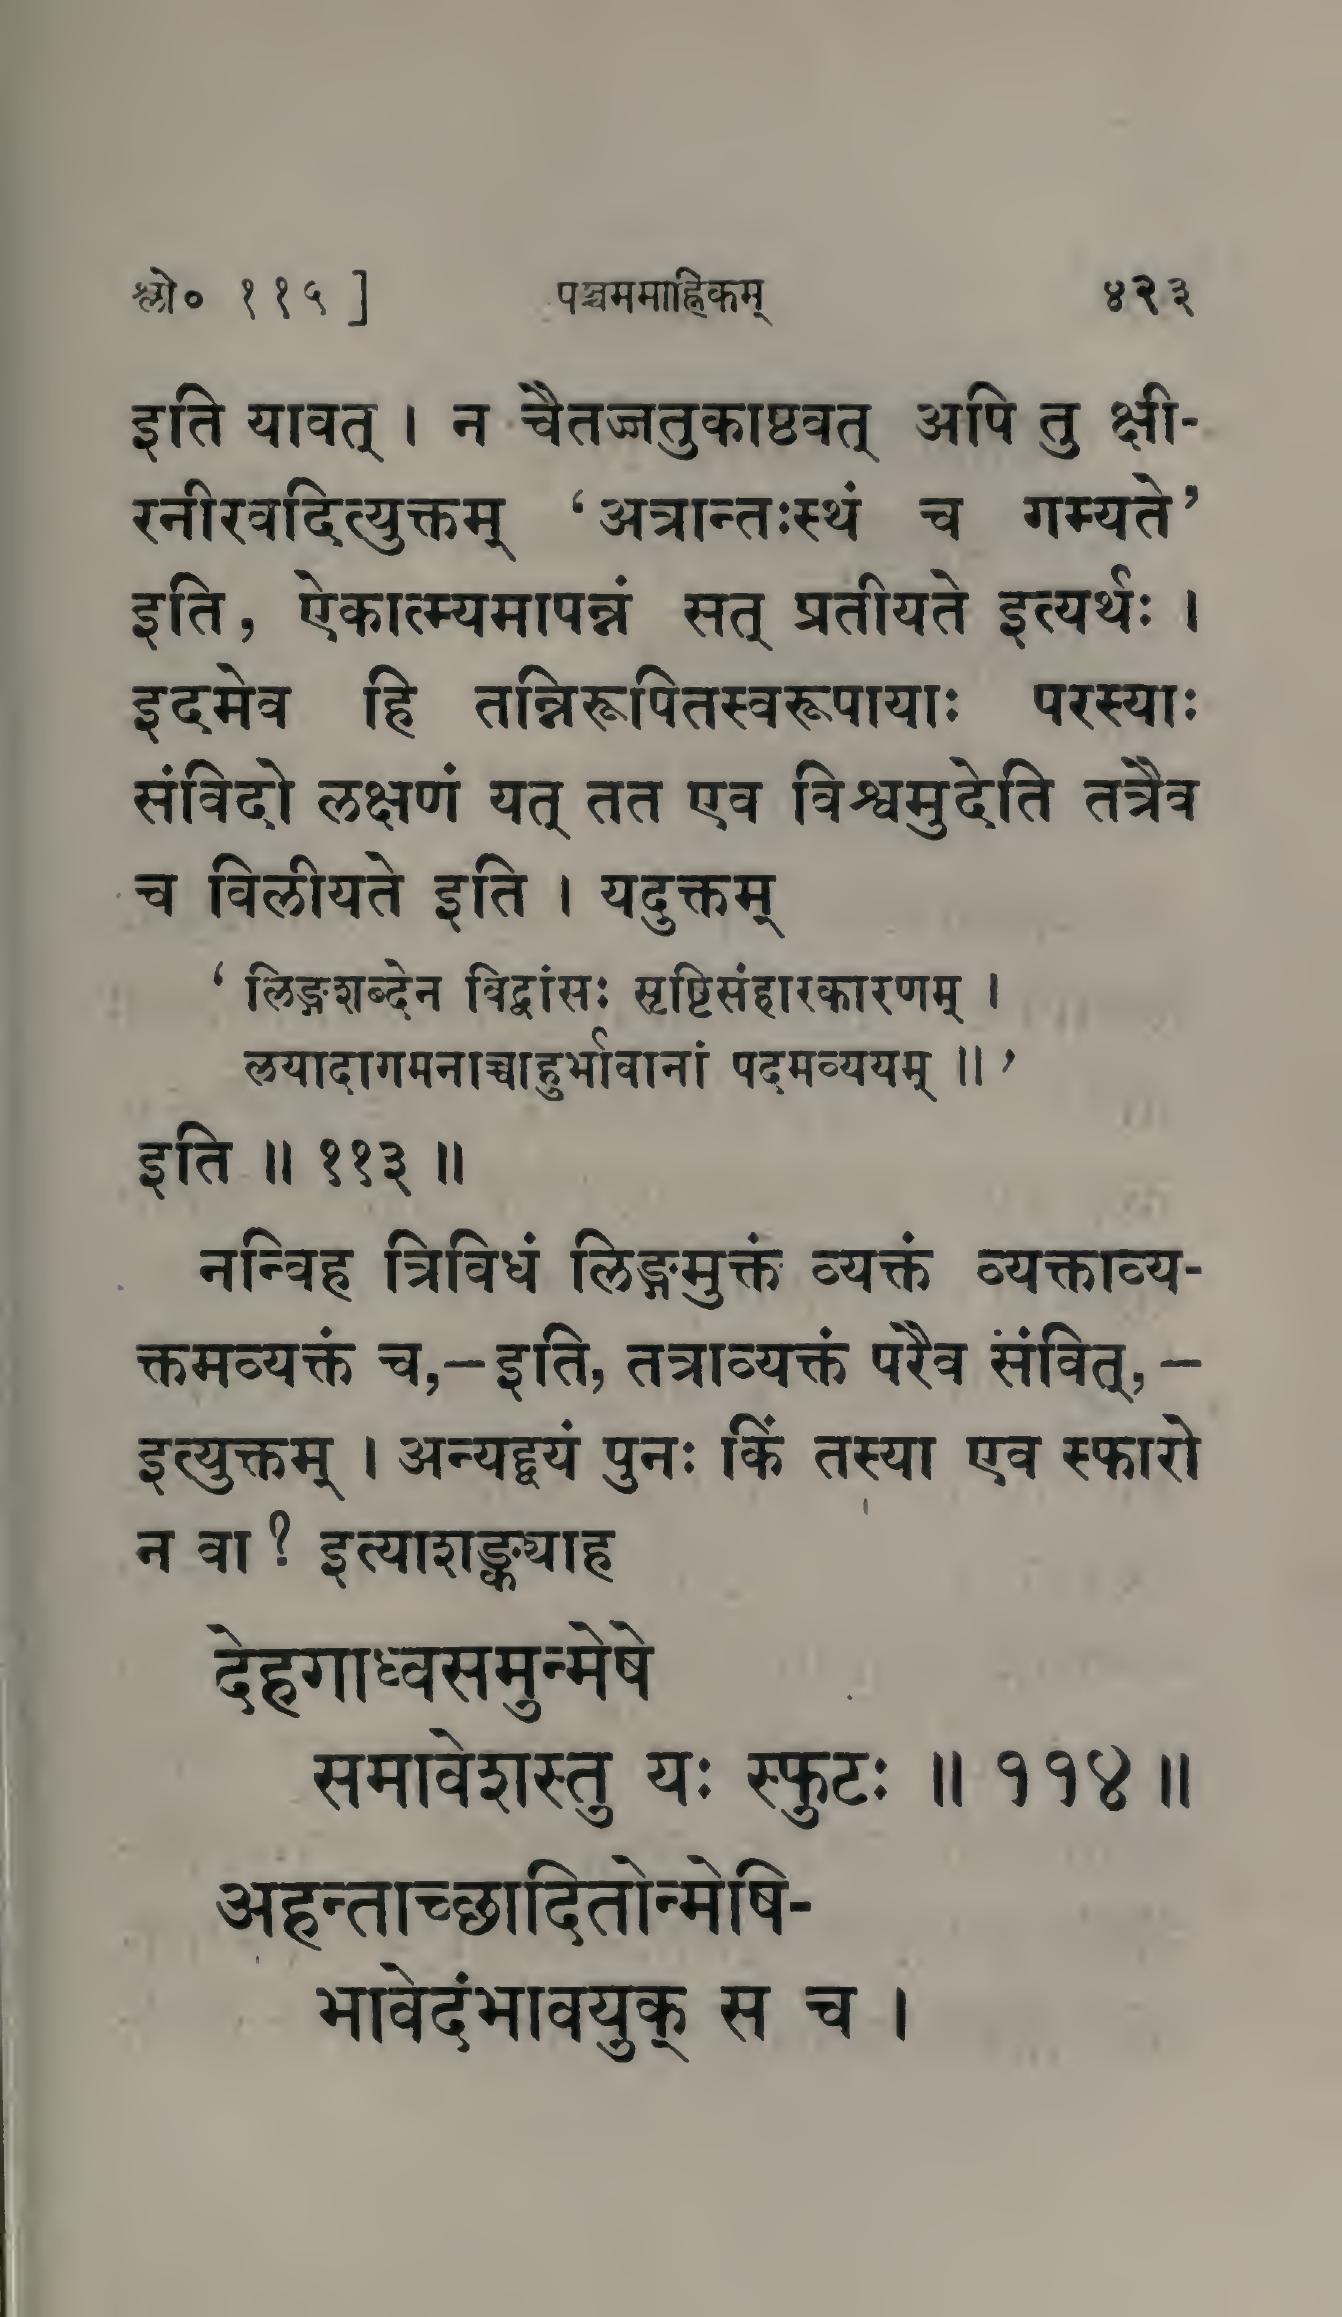 श्लो० ११५ ] पञ्चममाह्निकम् ४२३
इति यावत् । न चैतज्जतुकाष्ठवत् अपि तु क्षी-
रनीरवदित्युक्तम् ‘अत्रान्तःस्थं च गम्यते’
इति, ऐकात्म्यमापन्नं सत् प्रतीयते इत्यर्थः ।
इदमेव हि तन्निरूपितस्वरूपायाः परस्याः
संविदो लक्षणं यत् तत एव विश्वमुदेति तत्रैव
च विलीयते इति । यदुक्तम्
‘ लिङ्गशब्देन विद्वांसः सृष्टिसंहारकारणम् ।
लयादागमनाच्चाहुर्भावानां पदमव्ययम् ॥ ’
इति ॥ ११३ ॥
नन्विह त्रिविधं लिङ्गमुक्तं व्यक्तं व्यक्ताव्य-
क्तमव्यक्तं च,–इति, तत्राव्यक्तं परैव संवित्,–
इत्युक्तम् । अन्यद्द्वयं पुनः किं तस्या एव स्फारो
न वा ? इत्याशङ्क्याह
देहगाध्वसमुन्मेषे
समावेशस्तु यः स्फुटः ॥ ११४ ॥
अहन्ताच्छादितोन्मेषि-
भावेदंभावयुक् स च ।